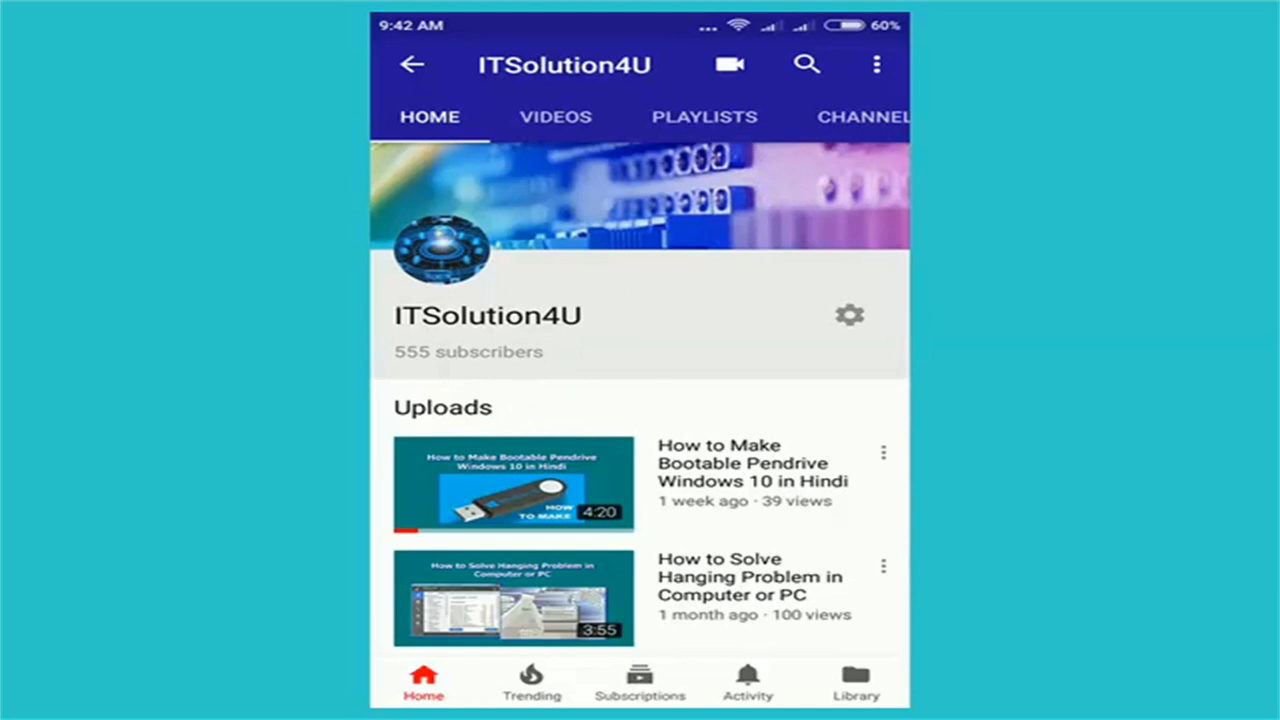 9:42 AM
60%
ITSolution4U
HOME VIDEOS PLAYLISTS CHANNEL
ITSolution4U
555 subscribers
Uploads
How to Make Bootable Pendrive
Windows 10 in Hindi
HOW
TO MAKE
4:20
How to Make
Bootable Pendrive
Windows 10 in Hindi
1 week ago · 39 views
How to Solve Hanging Problem in
Computer or PC
3:55
How to Solve
Hanging Problem in
Computer or PC
1 month ago · 100 views
Home Trending Subscriptions Activity Library